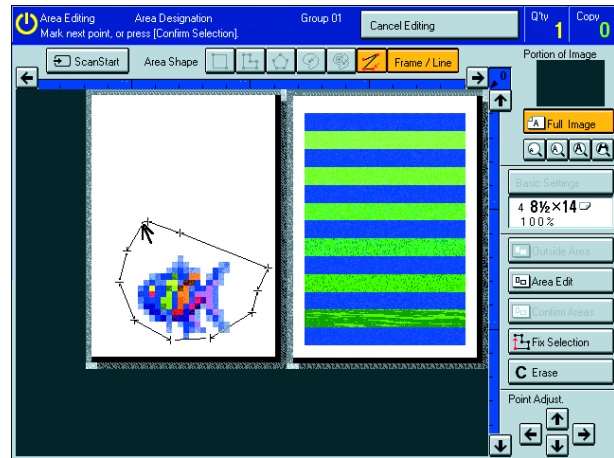 Area Editing Area Designation Group 01
Mark next point, or press [Confirm Selection].
Cancel Editing
Q'ty
1
Copy
0
ScanStart
Area Shape
Frame / Line
0
Portion of Image
A Full Image
A A A A
Basic Settings
4 8½×14
100%
Outside Area
Area Edit
Confirm Areas
Fix Selection
C Erase
Point Adjust.